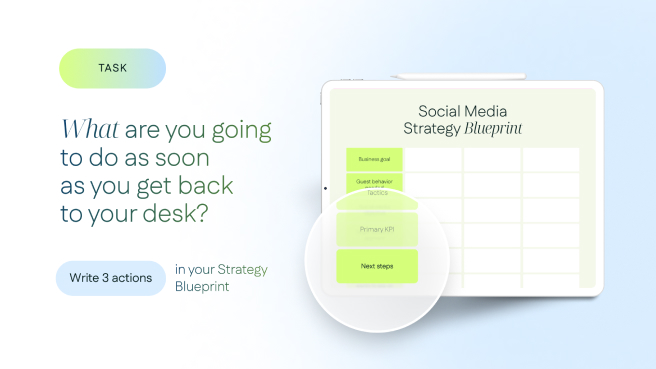 TASK
What are you going
to do as soon
as you get back
to your desk?
Write 3 actions
in your Strategy
Blueprint
Social Media
Strategy Blueprint
Business goal
Guest behavior
Tactics
Primary KPI
Next steps